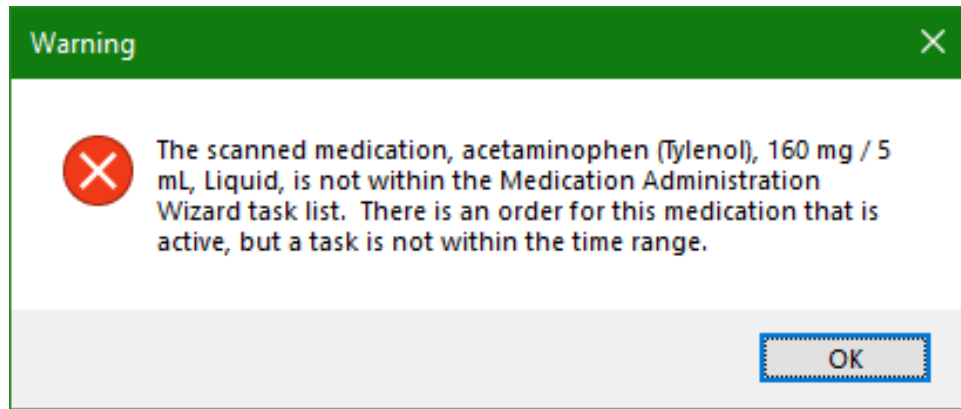 Warning
The scanned medication, acetaminophen (Tylenol), 160 mg / 5
mL, Liquid, is not within the Medication Administration
Wizard task list.  There is an order for this medication that is
active, but a task is not within the time range.
OK